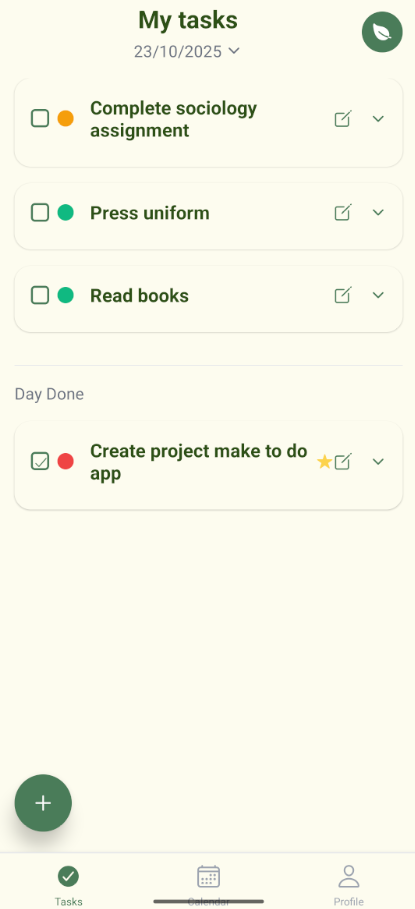 My tasks
23/10/2025
Complete sociology
assignment
Press uniform
Read books
Day Done
Create project make to do
app
Tasks
Calendar
Profile